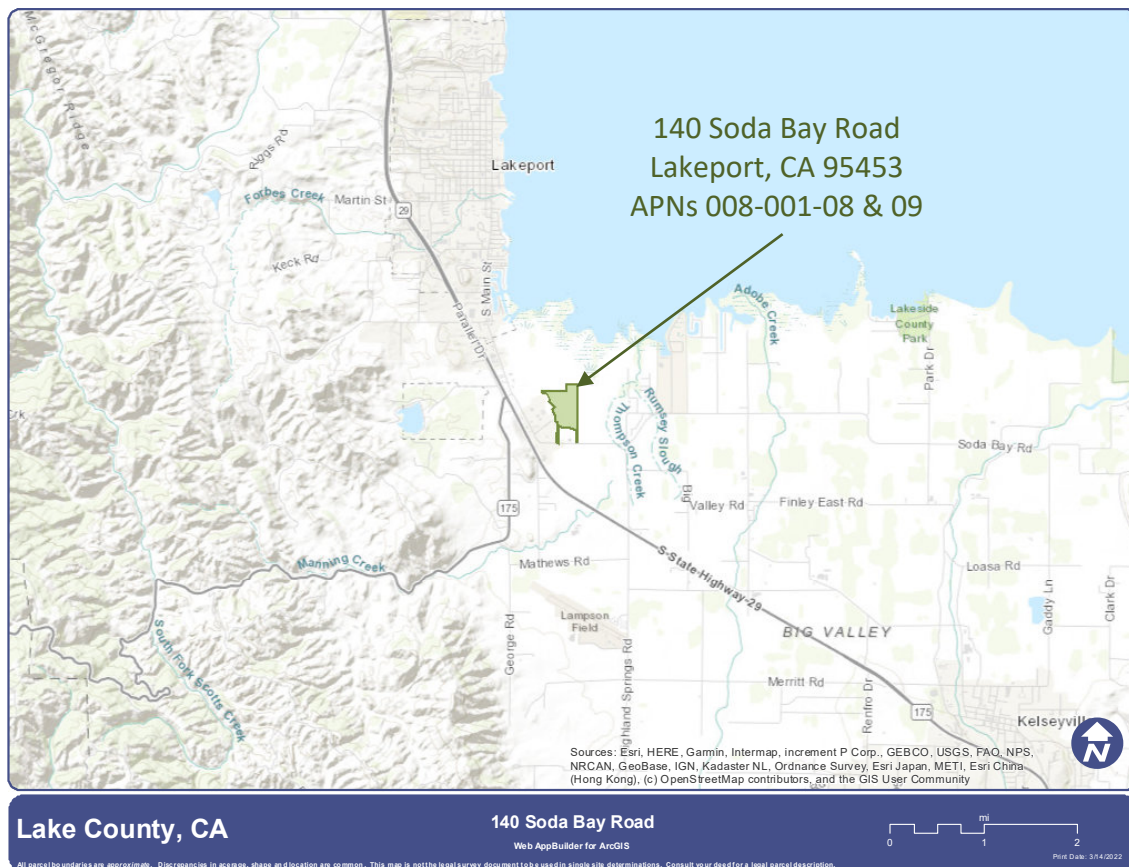 McGregor Ridge
Riggs Rd
Forbes Creek
Martin St
Keck Rd
29
Lakeport
S Main St
Parallel Dr
140 Soda Bay Road
Lakeport, CA 95453
APNs 008-001-08 & 09
Adobe Creek
Lakeside
County
Park
Park Dr
Rumsey Slough
Thompson Creek
Soda Bay Rd
Big
Valley Rd
Finley East Rd
175
Manning Creek
Mathews Rd
S State Highway 29
Loasa Rd
Gaddy Ln
Clark Dr
South Fork Scotts Creek
George Rd
Lampson
Field
BIG VALLEY
Highland Springs Rd
Merritt Rd
Renfro Dr
175
Kelseyvill
N
Sources: Esri, HERE, Garmin, Intermap, increment P Corp., GEBCO, USGS, FAO, NPS,
NRCAN, GeoBase, IGN, Kadaster NL, Ordnance Survey, Esri Japan, METI, Esri China
(Hong Kong), (c) OpenStreetMap contributors, and the GIS User Community
Lake County, CA
140 Soda Bay Road
Web AppBuilder for ArcGIS
mi
0 1 2
Print Date: 3/14/2022
All parcel boundaries are approximate. Discrepancies in acerage, shape and location are common. This map is not the legal survey document to be used in single site determinations. Consult your deed for a legal parcel description.